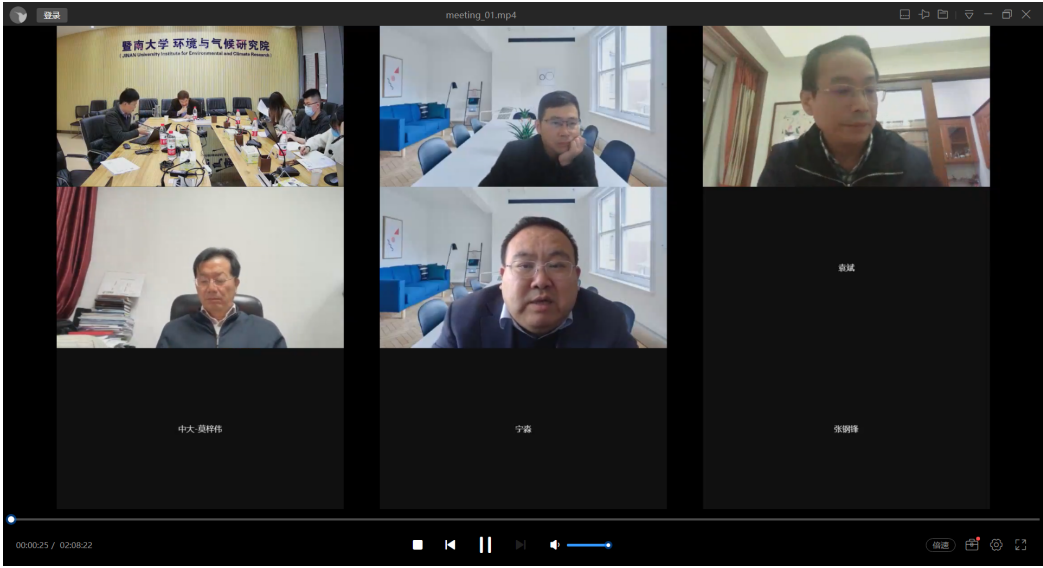 登录
meeting_01.mp4
暨南大学 环境与气候研究院
( JINAN University Institute for Environmental and Climate Research )
袁斌
中大-莫梓伟
宁淼
张钢锋
00:00:25 / 02:08:22
倍速